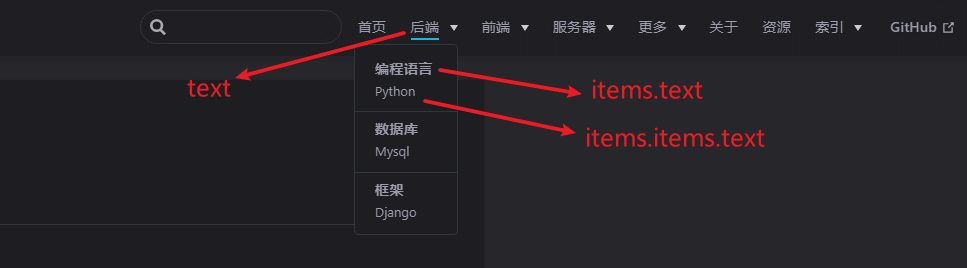 首页 后端 前端 服务器 更多 关于 资源 索引 GitHub
text
编程语言
Python
items.text
items.items.text
数据库
Mysql
框架
Django